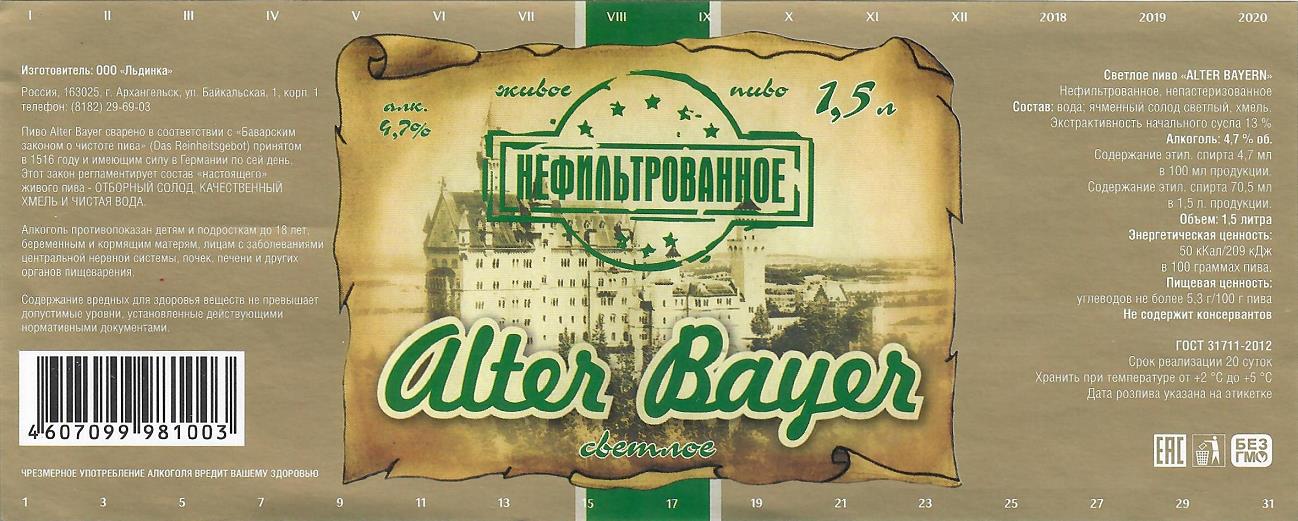 I II III IV V VI VII VIII IX X XI XII 2018 2019 2020
Изготовитель: ООО «Льдинка»
Россия, 163025, г. Архангельск, ул. Байкальская, 1, корп. 1
телефон: (8182) 29-69-03
Пиво Alter Bayer сварено в соответствии с «Баварским
законом о чистоте пива» (Das Reinheitsgebot) принятом
в 1516 году и имеющим силу в Германии по сей день.
Этот закон регламентирует состав «настоящего»
живого пива - ОТБОРНЫЙ СОЛОД, КАЧЕСТВЕННЫЙ
ХМЕЛЬ И ЧИСТАЯ ВОДА.
Алкоголь противопоказан детям и подросткам до 18 лет,
беременным и кормящим матерям, лицам с заболеваниями
центральной нервной системы, почек, печени и других
органов пищеварения.
Содержание вредных для здоровья веществ не превышает
допустимые уровни, установленные действующими
нормативными документами.
4607099 981003
ЧРЕЗМЕРНОЕ УПОТРЕБЛЕНИЕ АЛКОГОЛЯ ВРЕДИТ ВАШЕМУ ЗДОРОВЬЮ
алк.
4,7%
живое пиво
1,5 л
НЕФИЛЬТРОВАННОЕ
Alter Bayer
светлое
Светлое пиво «ALTER BAYERN»
Нефильтрованное, непастеризованное
Состав: вода, ячменный солод светлый, хмель.
Экстрактивность начального сусла 13 %
Алкоголь: 4,7 % об.
Содержание этил. спирта 4,7 мл
в 100 мл продукции.
Содержание этил. спирта 70,5 мл
в 1,5 л. продукции.
Объем: 1,5 литра
Энергетическая ценность:
50 кКал/209 кДж
в 100 граммах пива.
Пищевая ценность:
углеводов не более 5,3 г/100 г пива
Не содержит консервантов
ГОСТ 31711-2012
Срок реализации 20 суток
Хранить при температуре от +2 °C до +5 °C
Дата розлива указана на этикетке
EAC
БЕЗ
ГМО
1 3 5 7 9 11 13 15 17 19 21 23 25 27 29 31